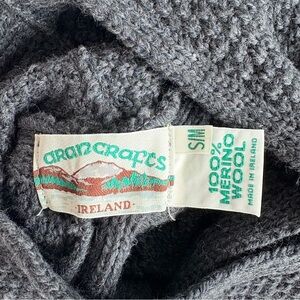 arancrafts
·IRELAND·
S/M
100%
MERINO
WOOL
MADE IN IRELAND